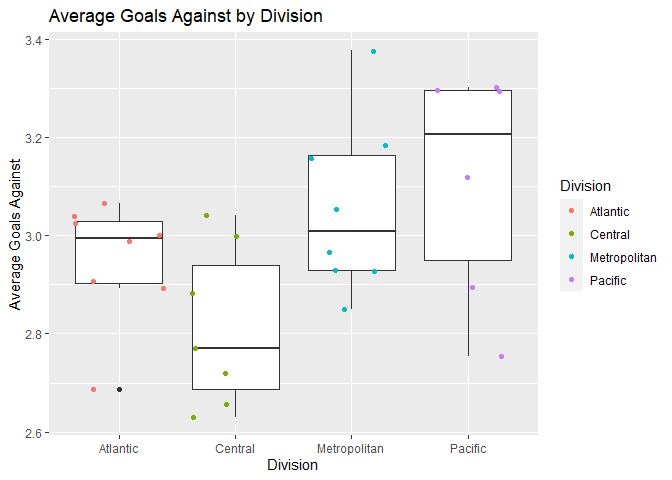 Average Goals Against by Division
Average Goals Against
3.4
3.2
3.0
2.8
2.6
Atlantic Central Metropolitan Pacific
Division
Division
Atlantic
Central
Metropolitan
Pacific